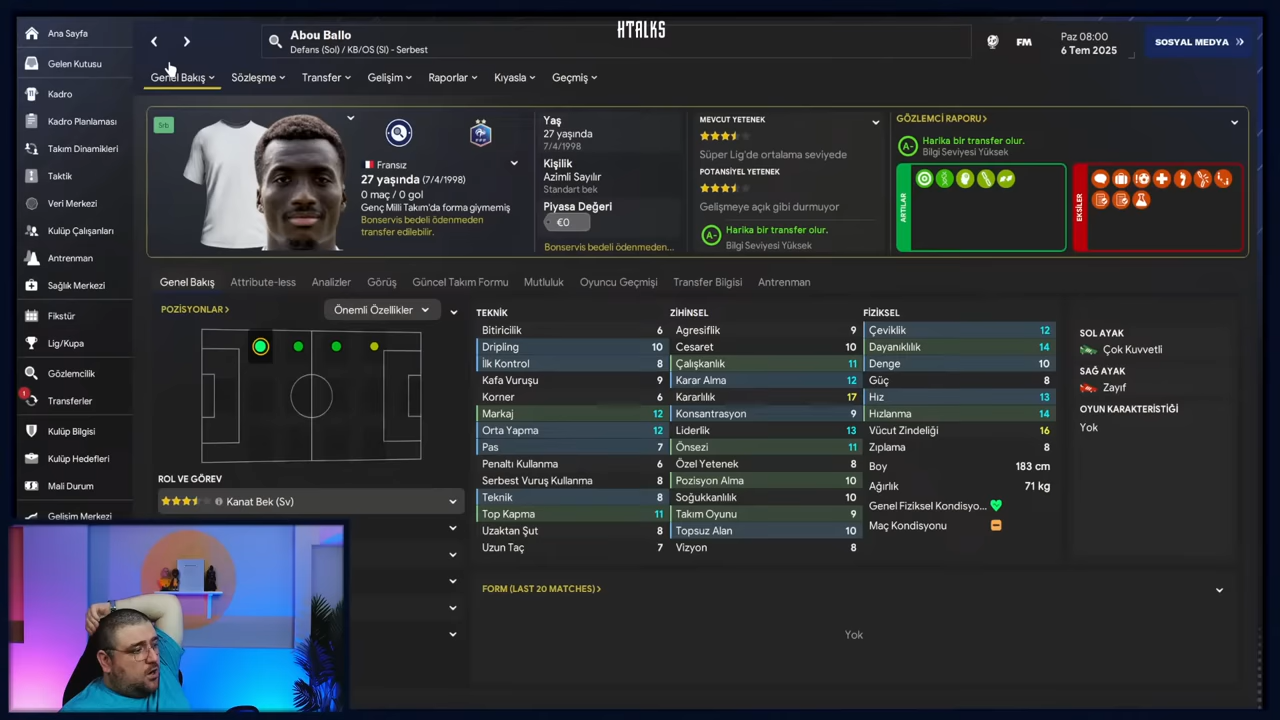 HTALKS
Ana Sayfa
Gelen Kutusu
Kadro
Kadro Planlaması
Takım Dinamikleri
Taktik
Veri Merkezi
Kulüp Çalışanları
Antrenman
Sağlık Merkezi
Fikstür
Lig/Kupa
Gözlemcilik
1
Transferler
Kulüp Bilgisi
Kulüp Hedefleri
Mali Durum
Gelişim Merkezi
Abou Ballo
Defans (Sol) / KB/OS (Sl) - Serbest
FM
Paz 08:00
6 Tem 2025
SOSYAL MEDYA
Genel Bakış
Sözleşme
Transfer
Gelişim
Raporlar
Kıyasla
Geçmiş
Srb
Fransız
27 yaşında (7/4/1998)
0 maç / 0 gol
Genç Milli Takım'da forma giymemiş
Bonservis bedeli ödenmeden
transfer edilebilir.
Yaş
27 yaşında
7/4/1998
Kişilik
Azimli Sayılır
Standart bek
Piyasa Değeri
€0
Bonservis bedeli ödenmeden...
MEVCUT YETENEK
Süper Lig'de ortalama seviyede
POTANSİYEL YETENEK
Gelişmeye açık gibi durmuyor
A-
Harika bir transfer olur.
Bilgi Seviyesi Yüksek
GÖZLEMCİ RAPORU
A-
Harika bir transfer olur.
Bilgi Seviyesi Yüksek
ARTILAR
EKSİLER
Genel Bakış
Attribute-less
Analizler
Görüş
Güncel Takım Formu
Mutluluk
Oyuncu Geçmişi
Transfer Bilgisi
Antrenman
POZİSYONLAR
Önemli Özellikler
ROL VE GÖREV
Kanat Bek (Sv)
TEKNİK
Bitiricilik 6
Dripling 10
İlk Kontrol 8
Kafa Vuruşu 9
Korner 6
Markaj 12
Orta Yapma 12
Pas 7
Penaltı Kullanma 6
Serbest Vuruş Kullanma 8
Teknik 8
Top Kapma 11
Uzaktan Şut 8
Uzun Taç 7
ZİHİNSEL
Agresiflik 9
Cesaret 10
Çalışkanlık 11
Karar Alma 12
Kararlılık 17
Konsantrasyon 9
Liderlik 13
Önsezi 11
Özel Yetenek 8
Pozisyon Alma 10
Soğukkanlılık 10
Takım Oyunu 9
Topsuz Alan 10
Vizyon 8
FİZİKSEL
Çeviklik 12
Dayanıklılık 14
Denge 10
Güç 8
Hız 13
Hızlanma 14
Vücut Zindeliği 16
Zıplama 8
Boy 183 cm
Ağırlık 71 kg
Genel Fiziksel Kondisyo...
Maç Kondisyonu
SOL AYAK
Çok Kuvvetli
SAĞ AYAK
Zayıf
OYUN KARAKTERİSTİĞİ
Yok
FORM (LAST 20 MATCHES)
Yok